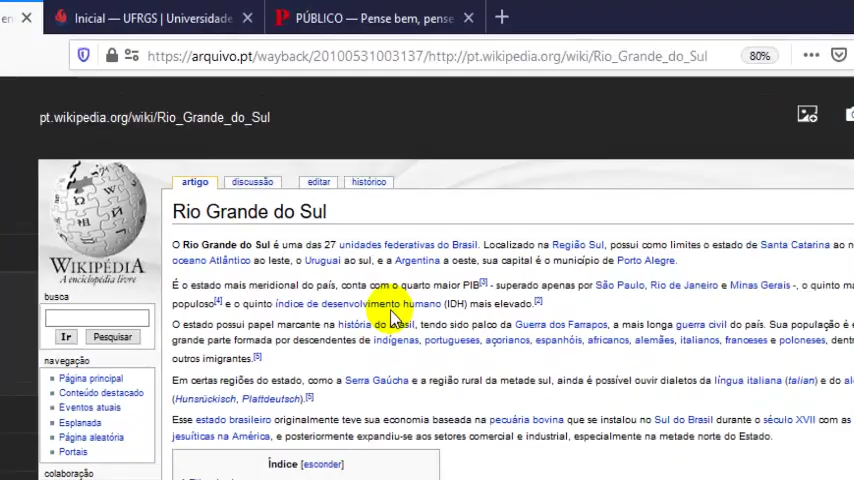 en
Inicial — UFRGS | Universidade
PÚBLICO — Pense bem, pense
https://arquivo.pt/wayback/20100531003137/http://pt.wikipedia.org/wiki/Rio_Grande_do_Sul
80%
pt.wikipedia.org/wiki/Rio_Grande_do_Sul
artigo discussão editar histórico
Rio Grande do Sul
O Rio Grande do Sul é uma das 27 unidades federativas do Brasil. Localizado na Região Sul, possui como limites o estado de Santa Catarina ao n
oceano Atlântico ao leste, o Uruguai ao sul, e a Argentina a oeste, sua capital é o município de Porto Alegre.
É o estado mais meridional do país, conta com o quarto maior PIB[3] - superado apenas por São Paulo, Rio de Janeiro e Minas Gerais -, o quinto ma
populoso[4] e o quinto índice de desenvolvimento humano (IDH) mais elevado.[2]
O estado possui papel marcante na história do Brasil, tendo sido palco da Guerra dos Farrapos, a mais longa guerra civil do país. Sua população é
grande parte formada por descendentes de indígenas, portugueses, açorianos, espanhóis, africanos, alemães, italianos, franceses e poloneses, dent
outros imigrantes.[5]
Em certas regiões do estado, como a Serra Gaúcha e a região rural da metade sul, ainda é possível ouvir dialetos da língua italiana (talian) e do al
(Hunsrückisch, Plattdeutsch).[5]
Esse estado brasileiro originalmente teve sua economia baseada na pecuária bovina que se instalou no Sul do Brasil durante o século XVII com as
jesuíticas na América, e posteriormente expandiu-se aos setores comercial e industrial, especialmente na metade norte do Estado.
Índice [esconder]
WIKIPÉDIA
A enciclopédia livre
busca
Ir Pesquisar
navegação
Página principal
Conteúdo destacado
Eventos atuais
Esplanada
Página aleatória
Portais
colaboração